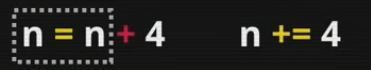 n = n + 4 n += 4